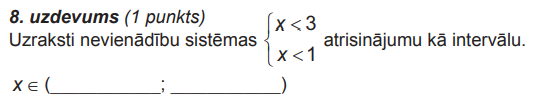 8. uzdevums (1 punkts)
Uzraksti nevienādību sistēmas { x < 3 x < 1 atrisinājumu kā intervālu.
x ∈ (__________; __________)